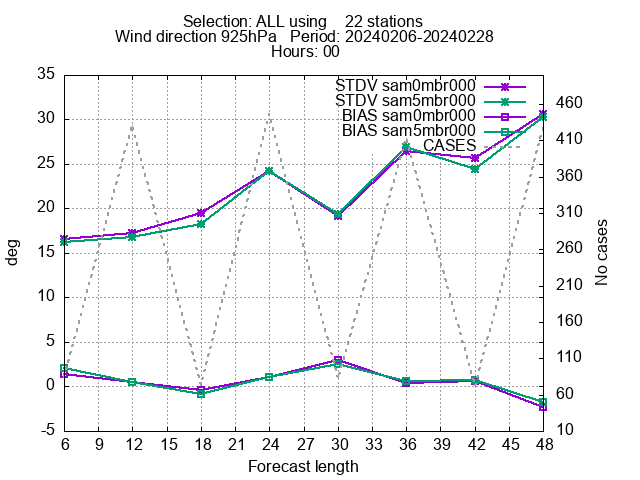 Selection: ALL using 22 stations
Wind direction 925hPa Period: 20240206-20240228
Hours: 00
STDV sam0mbr000
STDV sam5mbr000
BIAS sam0mbr000
BIAS sam5mbr000
CASES
35
30
25
20
15
10
5
0
-5
deg
460
410
360
310
260
210
160
110
60
10
No cases
6 9 12 15 18 21 24 27 30 33 36 39 42 45 48
Forecast length